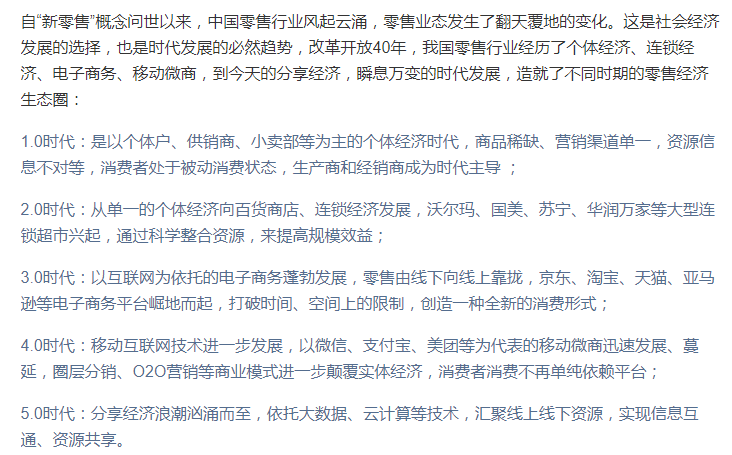 自“新零售”概念问世以来，中国零售行业风起云涌，零售业态发生了翻天覆地的变化。这是社会经济
发展的选择，也是时代发展的必然趋势，改革开放40年，我国零售行业经历了个体经济、连锁经
济、电子商务、移动微商，到今天的分享经济，瞬息万变的时代发展，造就了不同时期的零售经济
生态圈：
1.0时代：是以个体户、供销商、小卖部等为主的个体经济时代，商品稀缺、营销渠道单一，资源信
息不对等，消费者处于被动消费状态，生产商和经销商成为时代主导 ；
2.0时代：从单一的个体经济向百货商店、连锁经济发展，沃尔玛、国美、苏宁、华润万家等大型连
锁超市兴起，通过科学整合资源，来提高规模效益；
3.0时代：以互联网为依托的电子商务蓬勃发展，零售由线下向线上靠拢，京东、淘宝、天猫、亚马
逊等电子商务平台崛地而起，打破时间、空间上的限制，创造一种全新的消费形式；
4.0时代：移动互联网技术进一步发展，以微信、支付宝、美团等为代表的移动微商迅速发展、蔓
延，圈层分销、O2O营销等商业模式进一步颠覆实体经济，消费者消费不再单纯依赖平台；
5.0时代：分享经济浪潮汹涌而至，依托大数据、云计算等技术，汇聚线上线下资源，实现信息互
通、资源共享。